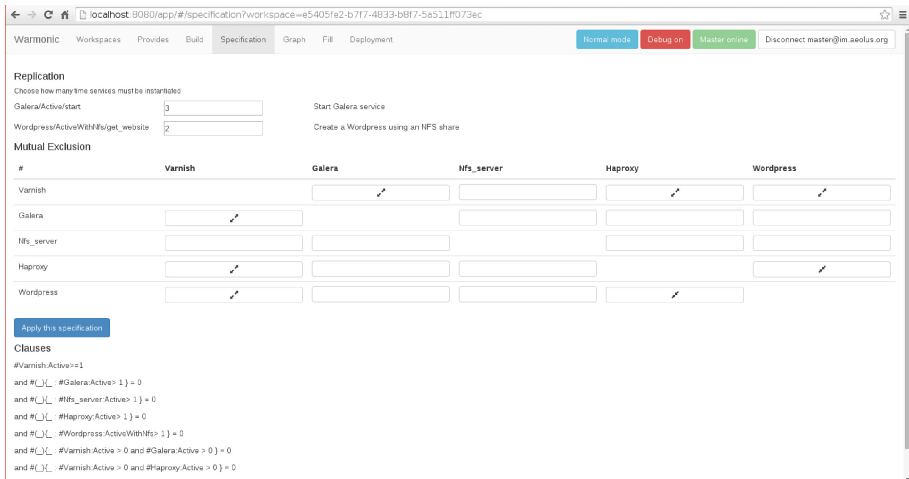 localhost:8080/app/#/specification?workspace=e5405fe2-b7f7-4833-b8f7-5a511ff073ec
Warmonic Workspaces Provides Build Specification Graph Fill Deployment Normal mode Debug on Master online Disconnect master@im.aeolus.org
Replication
Choose how many time services must be instantiated
Galera/Active/start 3 Start Galera service
Wordpress/ActiveWithNfs/get_website 2 Create a Wordpress using an NFS share
Mutual Exclusion
# Varnish Galera Nfs_server Haproxy Wordpress
Varnish
Galera
Nfs_server
Haproxy
Wordpress
Apply this specification
Clauses
#Varnish:Active>=1
and #(_){_ : #Galera:Active> 1 } = 0
and #(_){_ : #Nfs_server:Active> 1 } = 0
and #(_){_ : #Haproxy:Active> 1 } = 0
and #(_){_ : #Wordpress:ActiveWithNfs> 1 } = 0
and #(_){_ : #Varnish:Active > 0 and #Galera:Active > 0 } = 0
and #(_){_ : #Varnish:Active > 0 and #Haproxy:Active > 0 } = 0